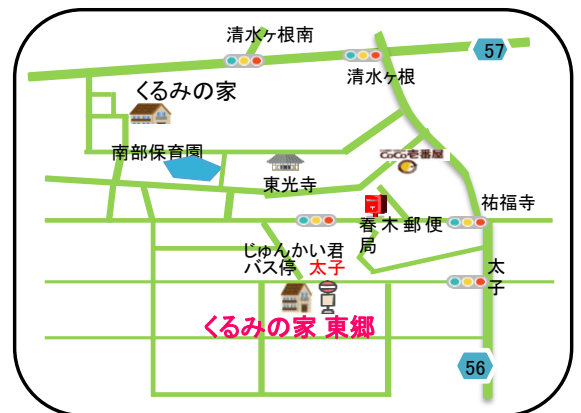 清水ヶ根南
57
清水ヶ根
くるみの家
南部保育園
CoCo壱番屋
東光寺
祐福寺
春木郵便
局
じゅんかい君
バス停 太子
太
子
くるみの家 東郷
56